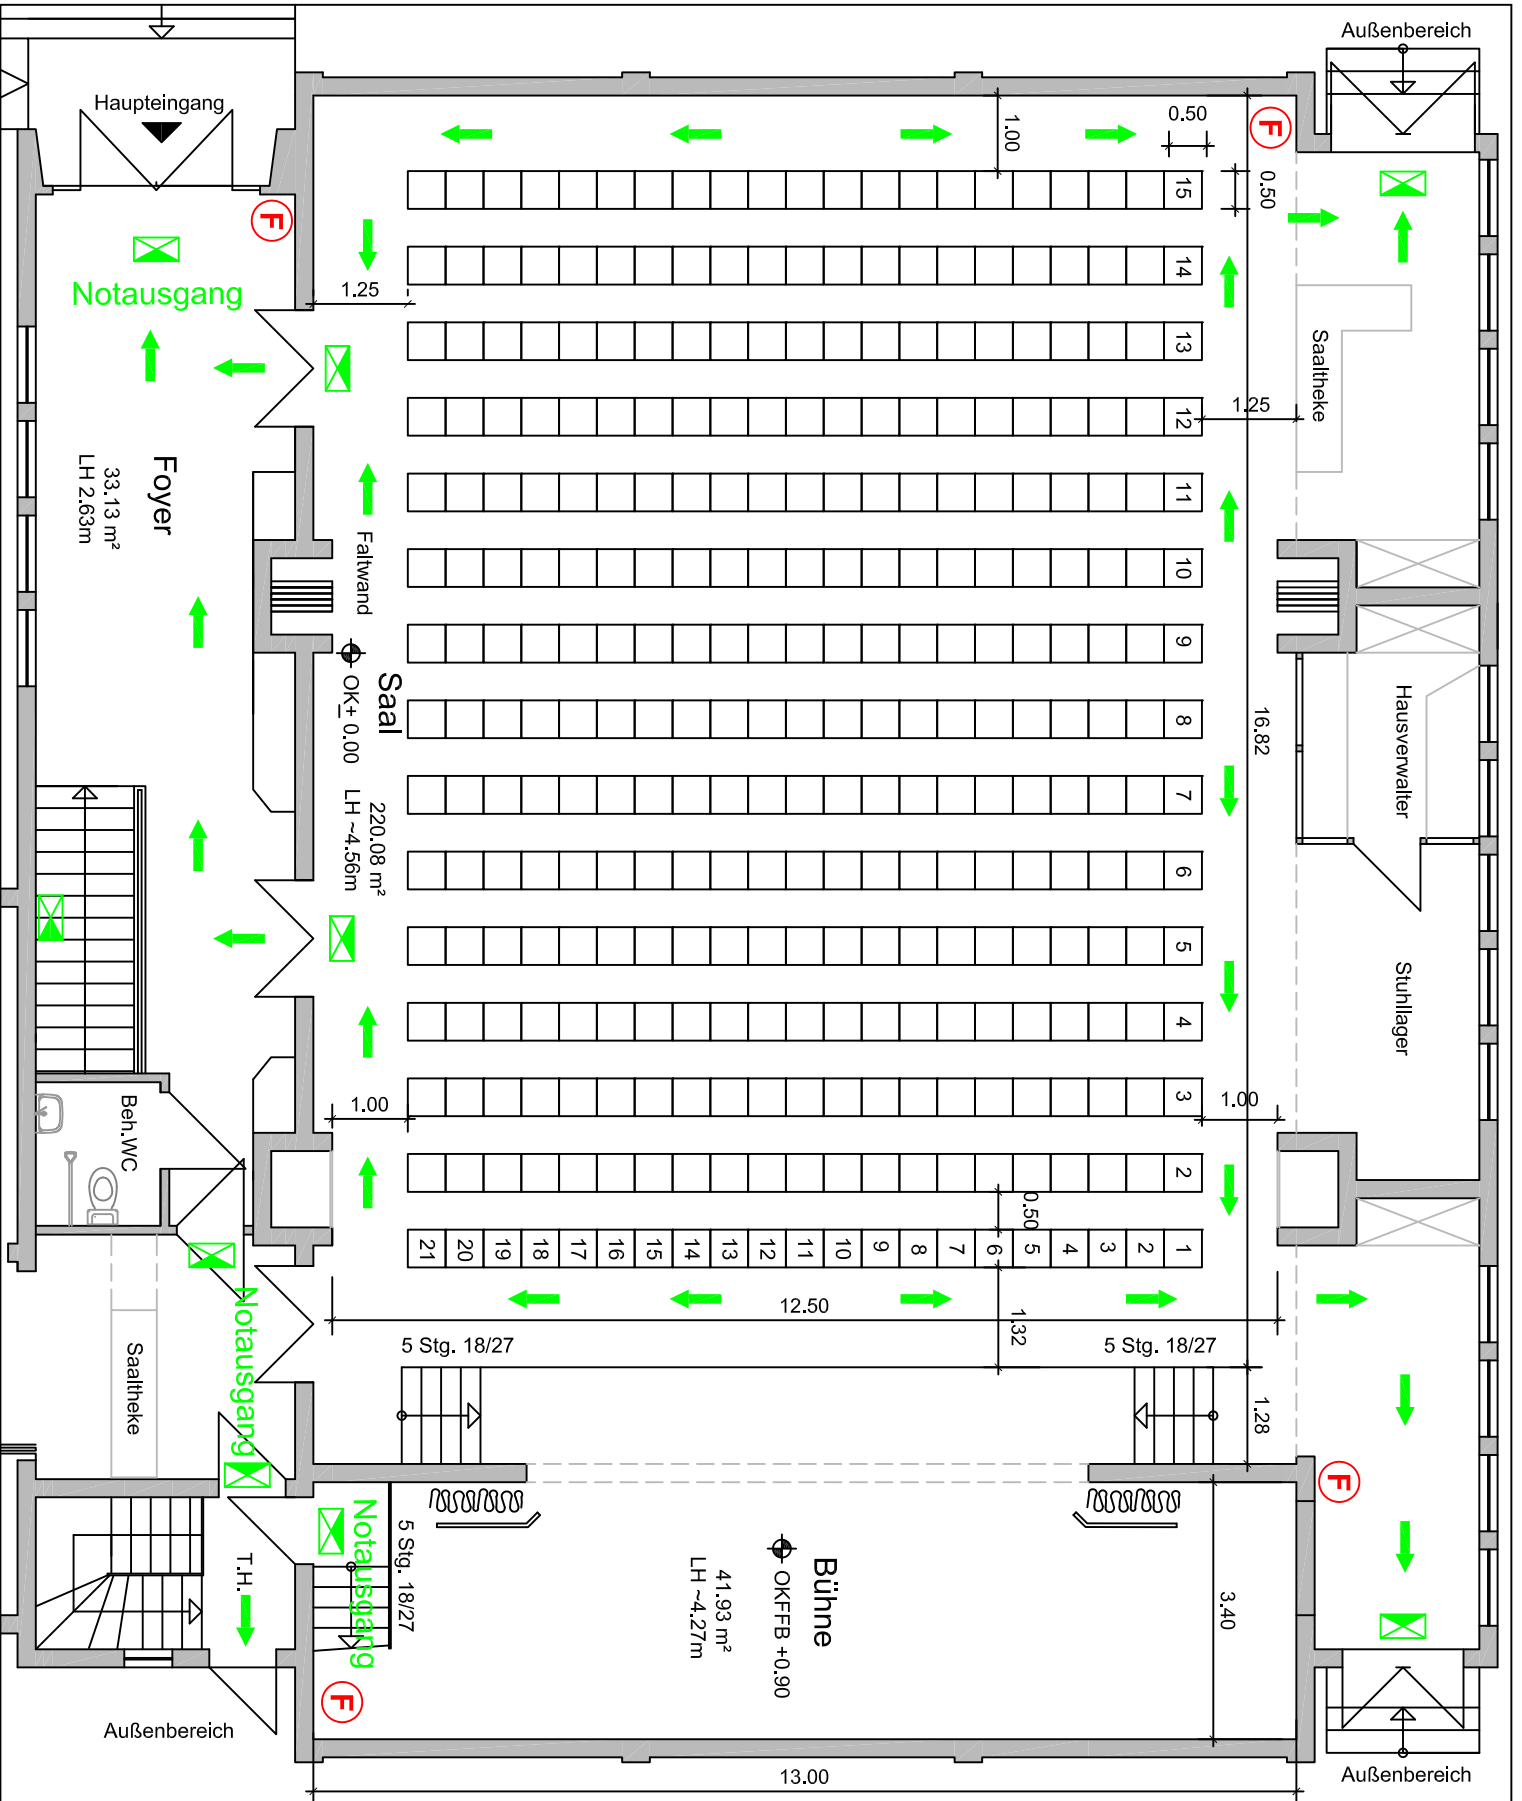 Außenbereich
Haupteingang
F
1.00
0.50
0.50
F
Notausgang
1.25
Saaltheke
1.25
Foyer
33.13 m²
LH 2.63m
Faltwand
Saal
OK+ 0.00
220.08 m²
LH ~4.56m
16.82
Hausverwalter
Stuhllager
15
14
13
12
11
10
9
8
7
6
5
4
3
2
1.00
1.00
Beh.WC
0.50
21 20 19 18 17 16 15 14 13 12 11 10 9 8 7 6 5 4 3 2 1
12.50
1.32
5 Stg. 18/27
5 Stg. 18/27
Notausgang
Saaltheke
1.28
F
Notausgang
5 Stg. 18/27
T.H.
Bühne
OKFFB +0.90
41.93 m²
LH ~4.27m
3.40
F
Außenbereich
13.00
Außenbereich